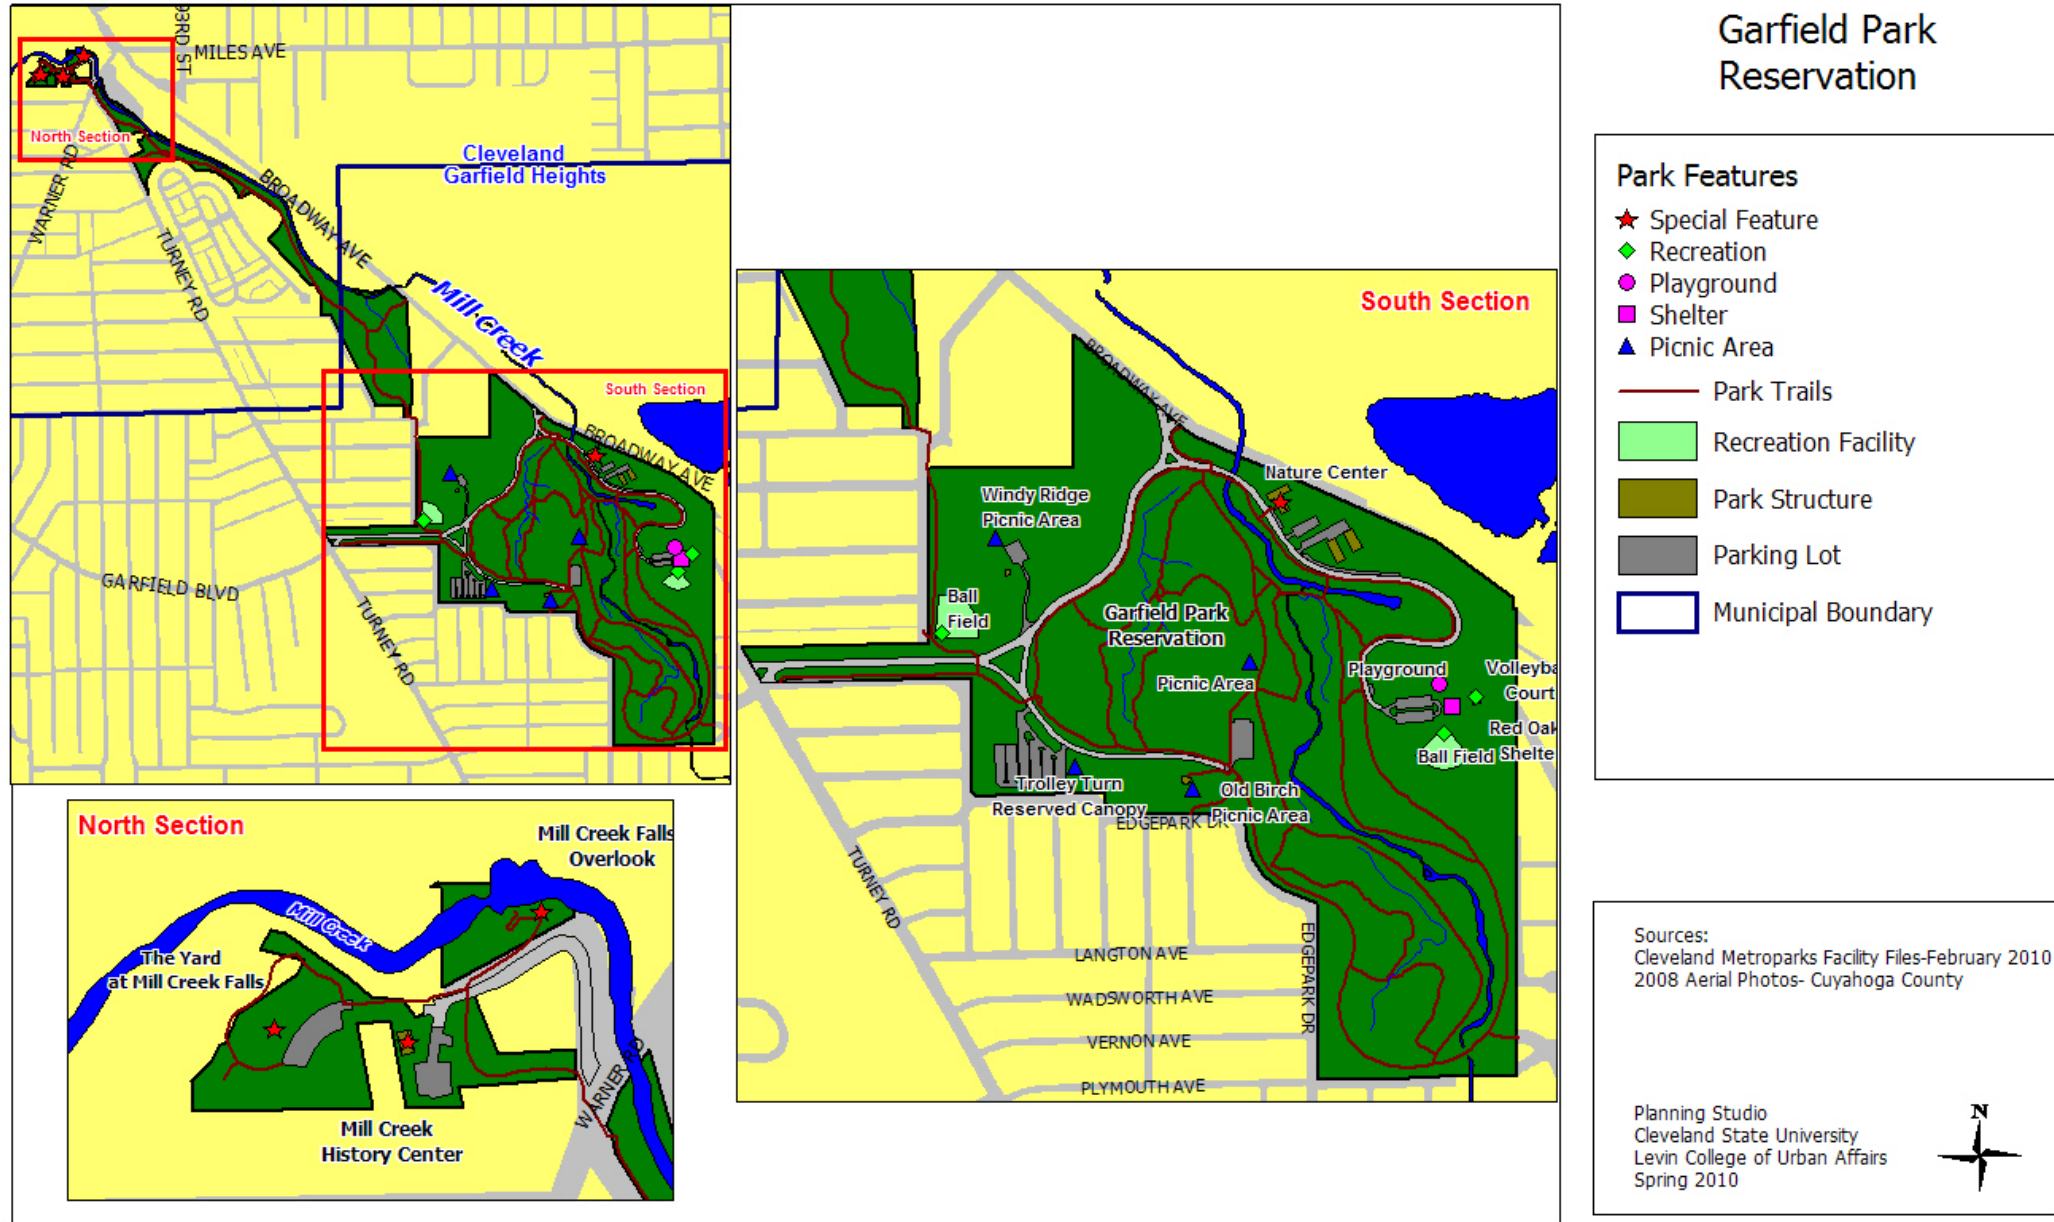 Garfield Park
Reservation
93RD ST
MILES AVE
North Section
WARNER RD
Cleveland
Garfield Heights
BROADWAY AVE
TURNEY RD
Mill Creek
South Section
BROADWAY AVE
GARFIELD BLVD
TURNEY RD
South Section
BROADWAY AVE
Nature Center
Windy Ridge
Picnic Area
Ball
Field
Garfield Park
Reservation
Picnic Area
Playground
Volleyba
Court
Red Oak
Shelte
Ball Field
Trolley Turn
Reserved Canopy
Old Birch
Picnic Area
EDGEPARK DR
TURNEY RD
EDGEPARK DR
LANGTON AVE
WADSWORTH AVE
VERNON AVE
PLYMOUTH AVE
North Section
Mill Creek Falls
Overlook
Mill Creek
The Yard
at Mill Creek Falls
WARNER RD
Mill Creek
History Center
Park Features
Special Feature
Recreation
Playground
Shelter
Picnic Area
Park Trails
Recreation Facility
Park Structure
Parking Lot
Municipal Boundary
Sources:
Cleveland Metroparks Facility Files-February 2010
2008 Aerial Photos- Cuyahoga County
Planning Studio
Cleveland State University
Levin College of Urban Affairs
Spring 2010
N